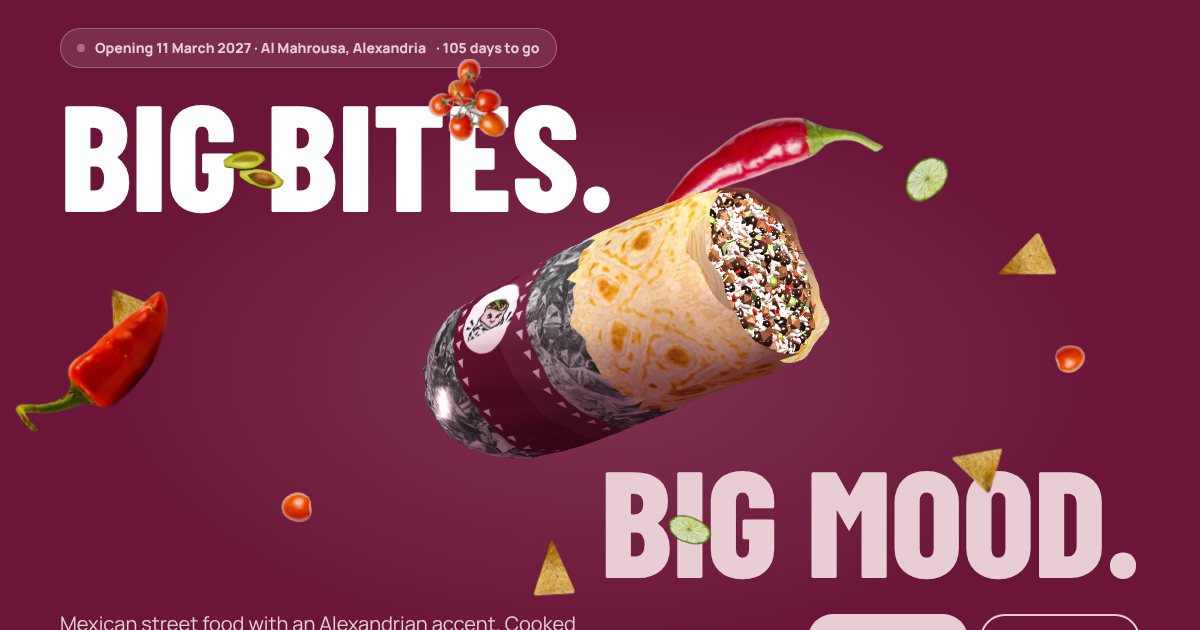 Opening 11 March 2027 · Al Mahrousa, Alexandria · 105 days to go
BIG BITES.
BIG MOOD.
Mexican street food with an Alexandrian accent. Cooked